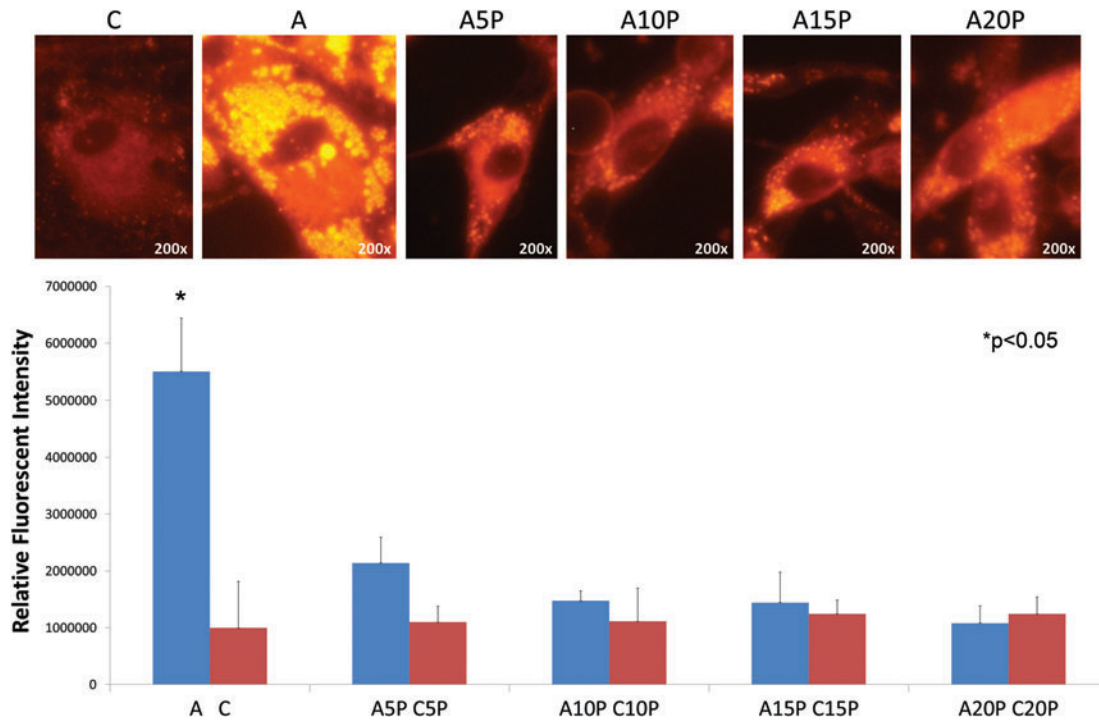 C A A5P A10P A15P A20P
200x 200x 200x 200x 200x 200x
Relative Fluorescent Intensity
7000000
*
6000000
*p<0.05
5000000
4000000
3000000
2000000
1000000
0
A C A5P C5P A10P C10P A15P C15P A20P C20P